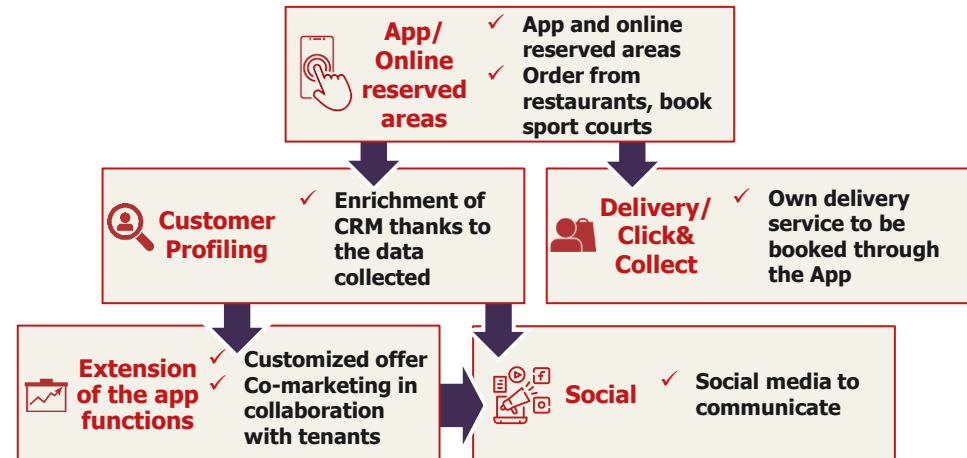 App/
Online
reserved
areas
✓ App and online
reserved areas
✓ Order from
restaurants, book
sport courts
Customer
Profiling
✓ Enrichment of
CRM thanks to
the data
collected
Delivery/
Click&
Collect
✓ Own delivery
service to be
booked through
the App
Extension
of the app
functions
✓ Customized offer
✓ Co-marketing in
collaboration
with tenants
Social
✓ Social media to
communicate